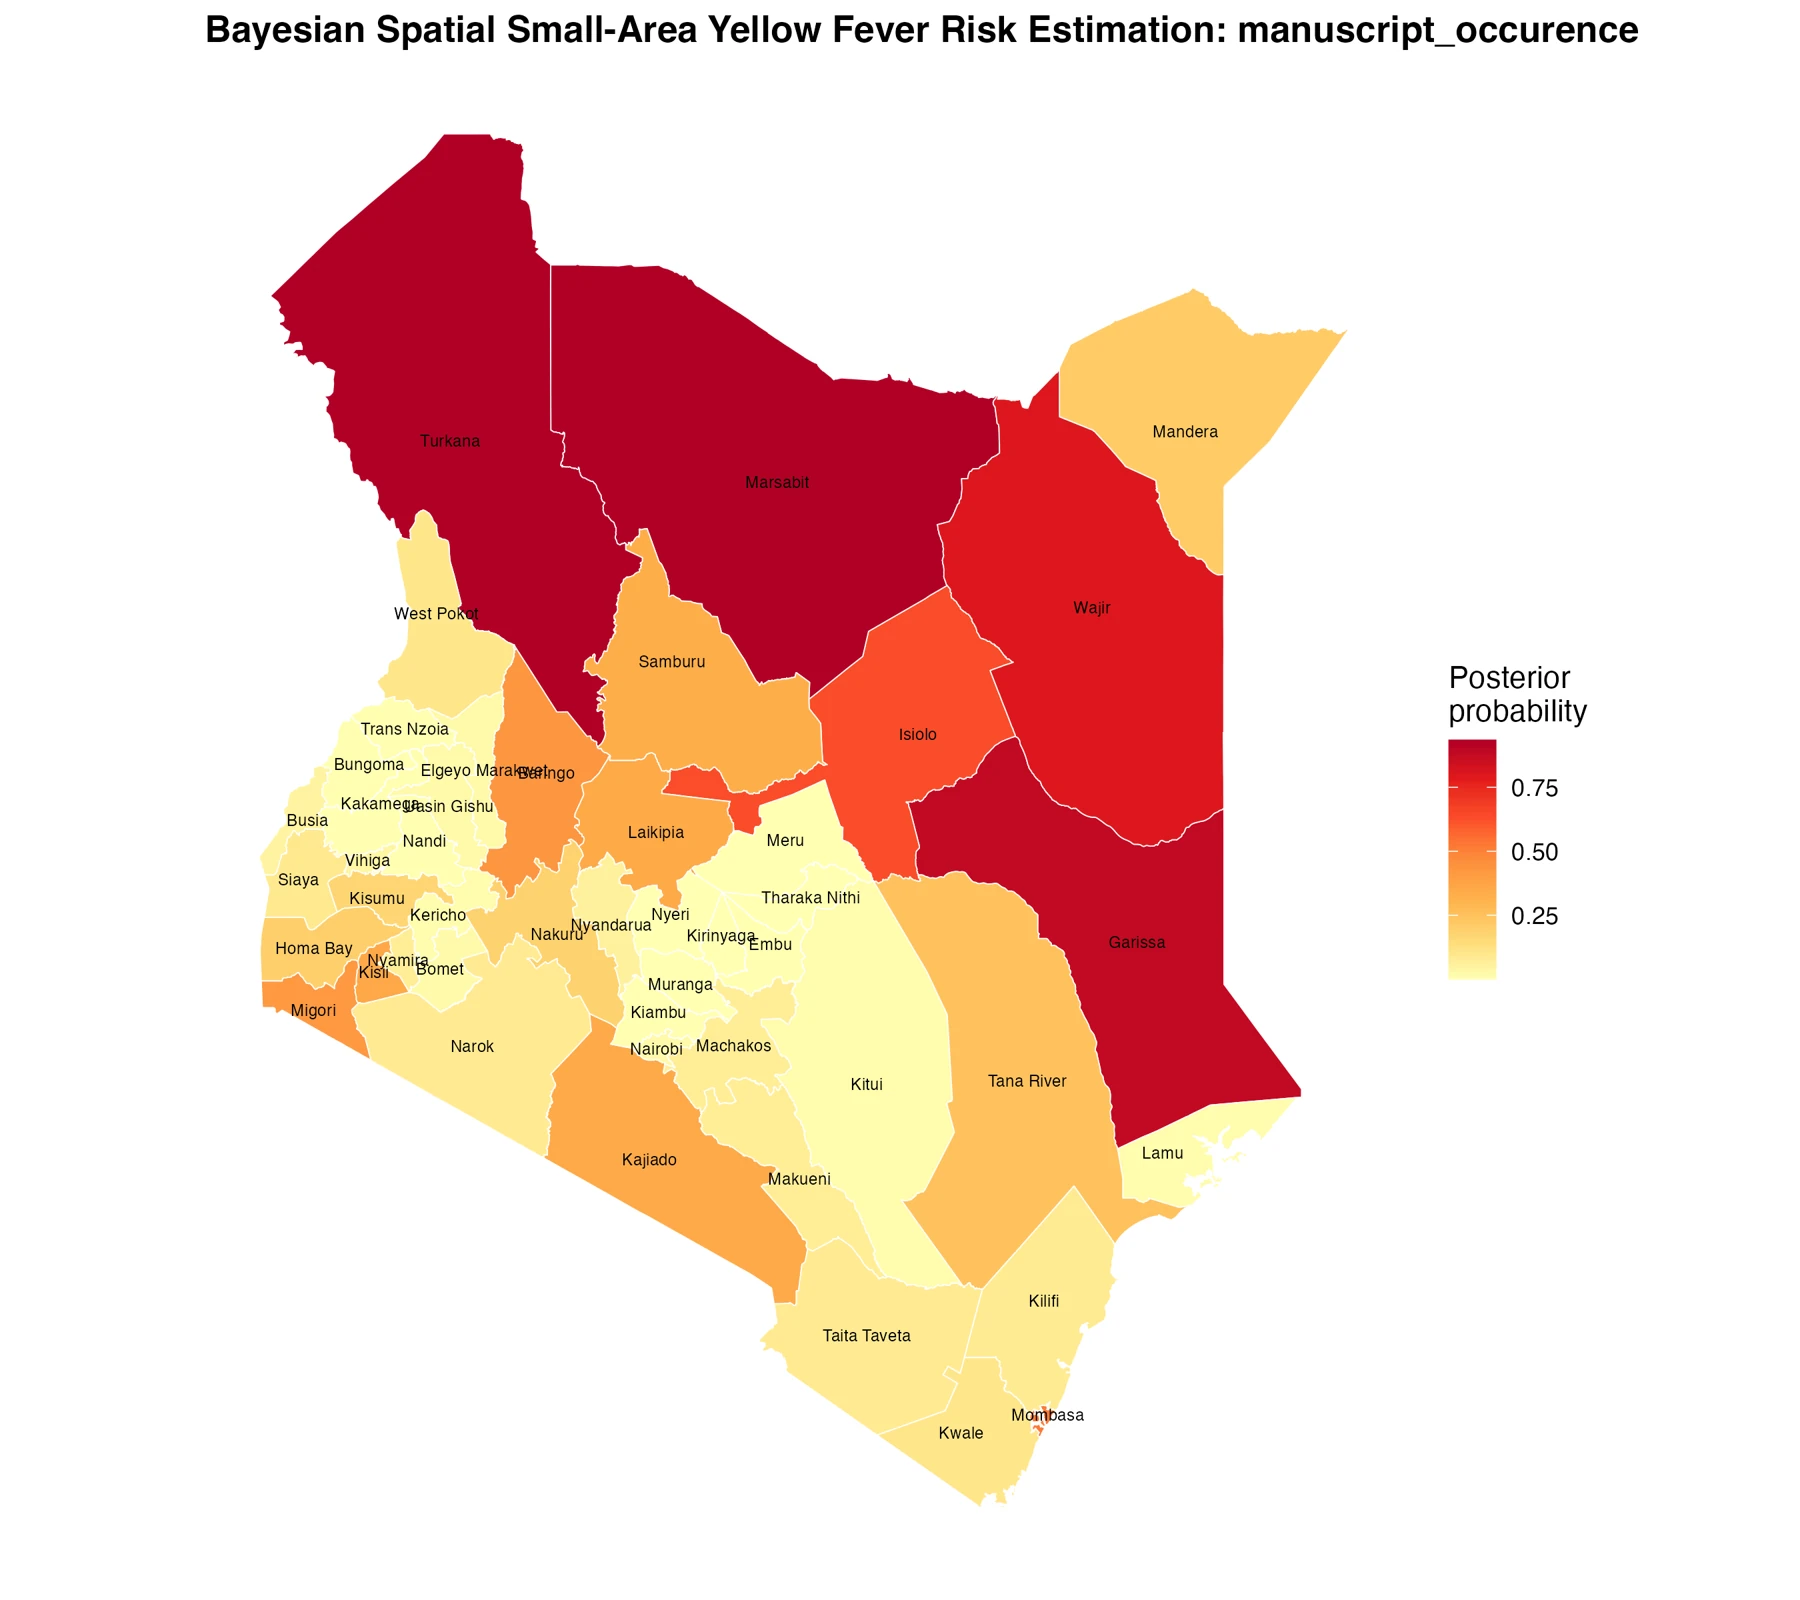 Bayesian Spatial Small-Area Yellow Fever Risk Estimation: manuscript_occurence
Turkana
Marsabit
Mandera
Wajir
West Pokot
Samburu
Isiolo
Trans Nzoia
Bungoma
Elgeyo Marakwet
Baringo
Kakamega
Uasin Gishu
Busia
Nandi
Vihiga
Laikipia
Meru
Siaya
Kisumu
Tharaka Nithi
Kericho
Nyeri
Nyandarua
Nakuru
Kirinyaga
Embu
Garissa
Homa Bay
Nyamira
Kisii
Bomet
Muranga
Migori
Kiambu
Narok
Nairobi
Machakos
Kitui
Tana River
Kajiado
Makueni
Lamu
Kilifi
Taita Taveta
Mombasa
Kwale
Posterior
probability
0.75
0.50
0.25